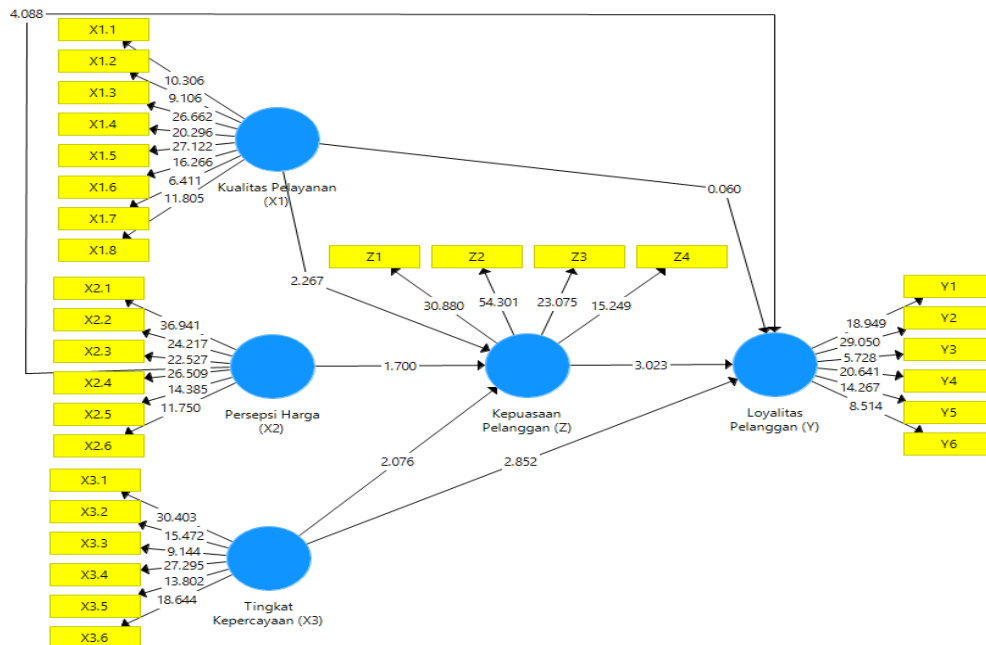 4.088
X1.1
X1.2
X1.3
X1.4
X1.5
X1.6
X1.7
X1.8
10.306
9.106
26.662
20.296
27.122
16.266
6.411
11.805
Kualitas Pelayanan
(X1)
0.060
2.267
Z1
Z2
Z3
Z4
30.880
54.301
23.075
15.249
X2.1
X2.2
X2.3
X2.4
X2.5
X2.6
36.941
24.217
22.527
26.509
14.385
11.750
Persepsi Harga
(X2)
1.700
Kepuasaan
Pelanggan (Z)
3.023
Loyalitas
Pelanggan (Y)
18.949
29.050
5.728
20.641
14.267
8.514
Y1
Y2
Y3
Y4
Y5
Y6
2.076
2.852
X3.1
X3.2
X3.3
X3.4
X3.5
X3.6
30.403
15.472
9.144
27.295
13.802
18.644
Tingkat
Kepercayaan (X3)